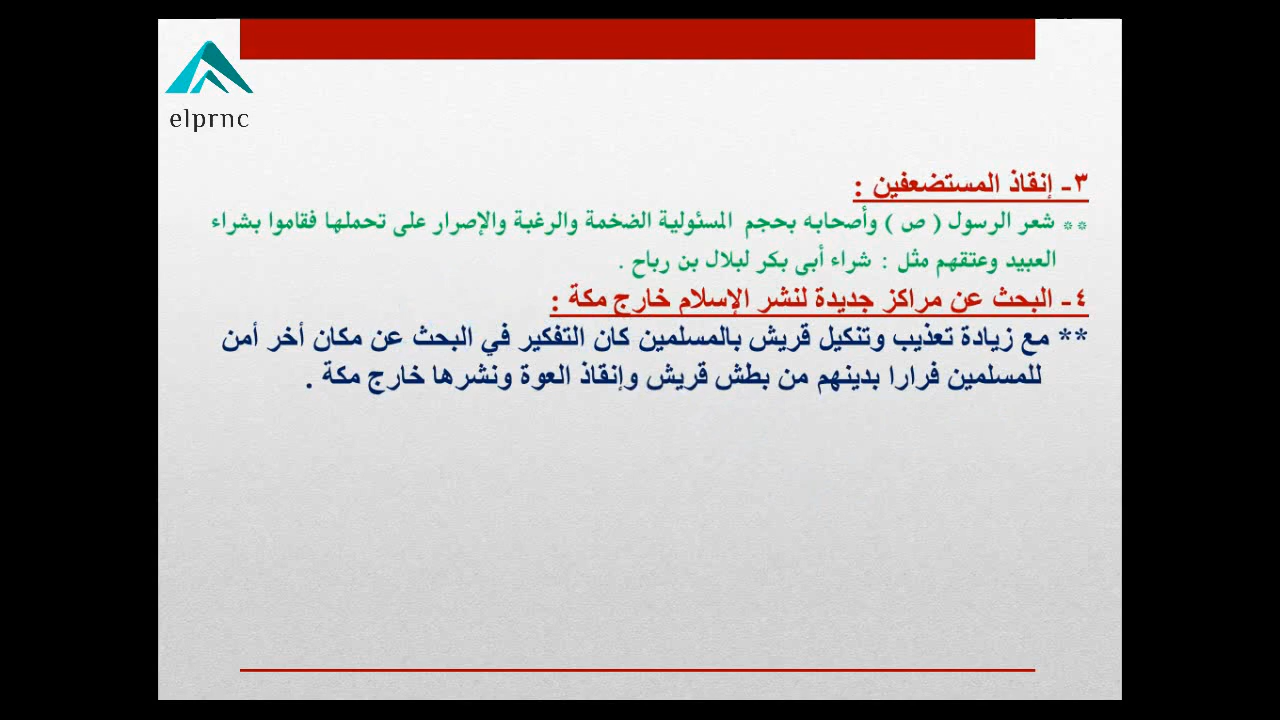 elprnc
٣- إنقاذ المستضعفين :
** شعر الرسول ( ص ) وأصحابه بحجم المسئولية الضخمة والرغبة والإصرار على تحملها فقاموا بشراء
العبيد وعتقهم مثل : شراء أبى بكر لبلال بن رباح .
٤- البحث عن مراكز جديدة لنشر الإسلام خارج مكة :
** مع زيادة تعذيب وتنكيل قريش بالمسلمين كان التفكير في البحث عن مكان أخر أمن
للمسلمين فرارا بدينهم من بطش قريش وإنقاذ العوة ونشرها خارج مكة .